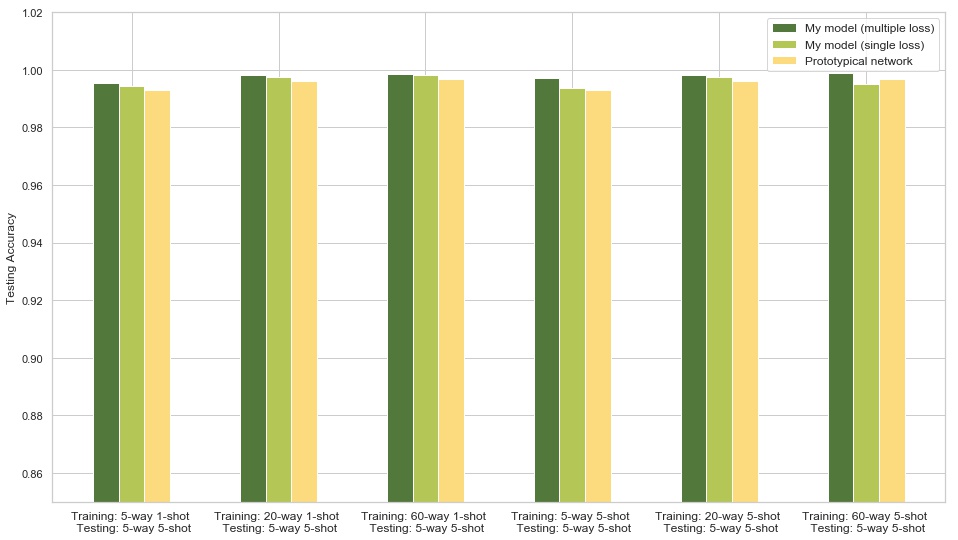 1.02
1.00
0.98
0.96
0.94
0.92
0.90
0.88
0.86
Testing Accuracy
My model (multiple loss)
My model (single loss)
Prototypical network
Training: 5-way 1-shot
Testing: 5-way 5-shot
Training: 20-way 1-shot
Testing: 5-way 5-shot
Training: 60-way 1-shot
Testing: 5-way 5-shot
Training: 5-way 5-shot
Testing: 5-way 5-shot
Training: 20-way 5-shot
Testing: 5-way 5-shot
Training: 60-way 5-shot
Testing: 5-way 5-shot